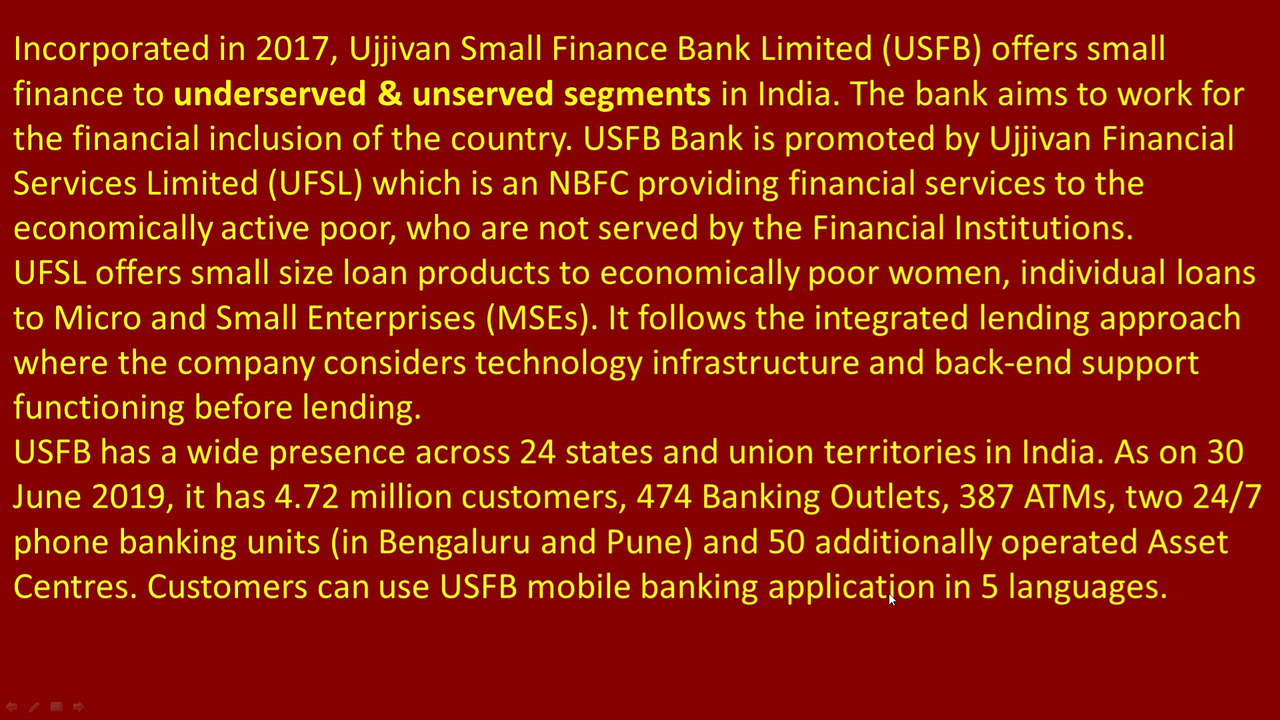 Incorporated in 2017, Ujjivan Small Finance Bank Limited (USFB) offers small
finance to underserved & unserved segments in India. The bank aims to work for
the financial inclusion of the country. USFB Bank is promoted by Ujjivan Financial
Services Limited (UFSL) which is an NBFC providing financial services to the
economically active poor, who are not served by the Financial Institutions.
UFSL offers small size loan products to economically poor women, individual loans
to Micro and Small Enterprises (MSEs). It follows the integrated lending approach
where the company considers technology infrastructure and back-end support
functioning before lending.
USFB has a wide presence across 24 states and union territories in India. As on 30
June 2019, it has 4.72 million customers, 474 Banking Outlets, 387 ATMs, two 24/7
phone banking units (in Bengaluru and Pune) and 50 additionally operated Asset
Centres. Customers can use USFB mobile banking application in 5 languages.